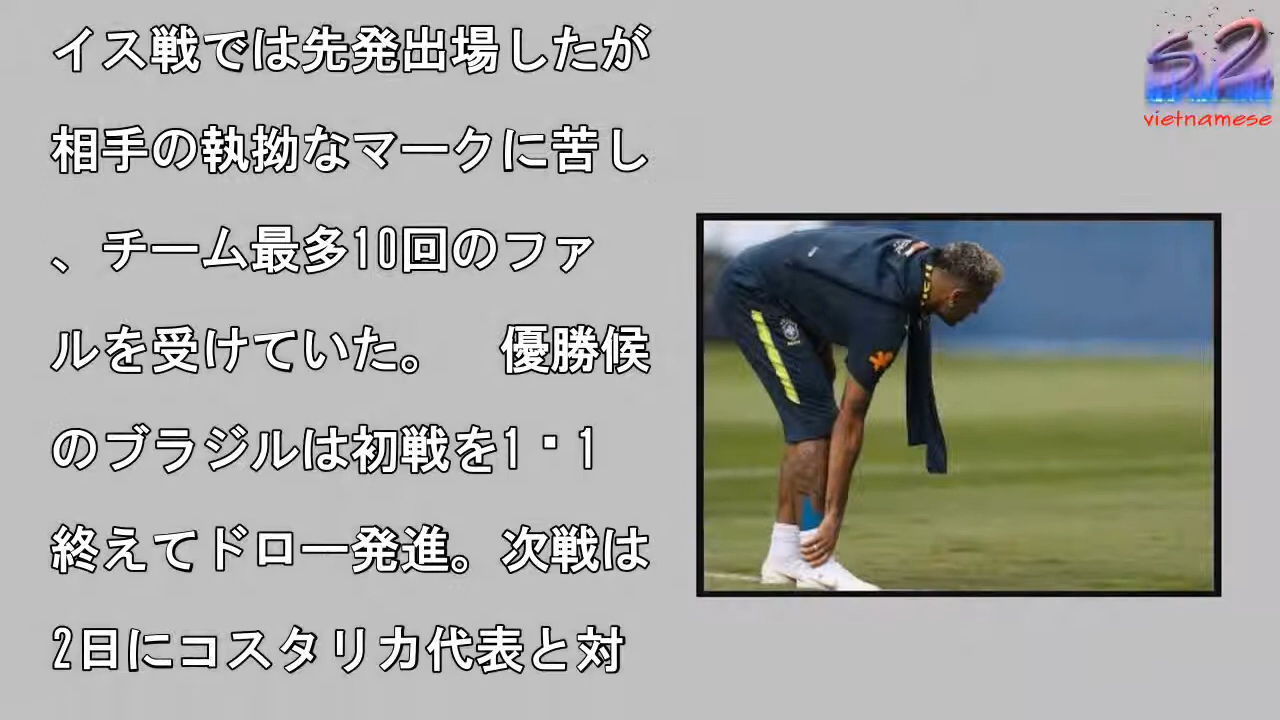 イス戦では先発出場したが
相手の執拗なマークに苦し
、チーム最多10回のファ
ルを受けていた。　優勝候
のブラジルは初戦を1・1
終えてドロー発進。次戦は
2日にコスタリカ代表と対
S2
vietnamese